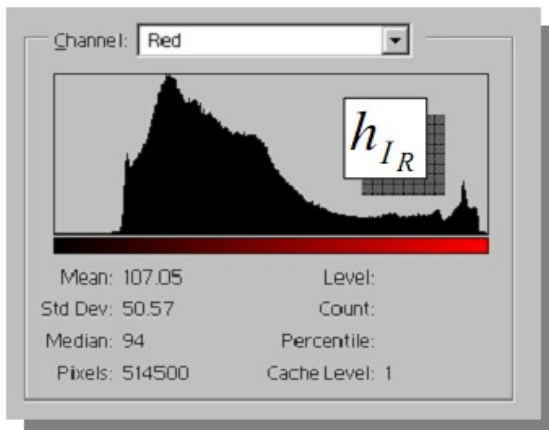 Channel: Red
h_{I_R}
Mean: 107.05 Level:
Std Dev: 50.57 Count:
Median: 94 Percentile:
Pixels: 514500 Cache Level: 1